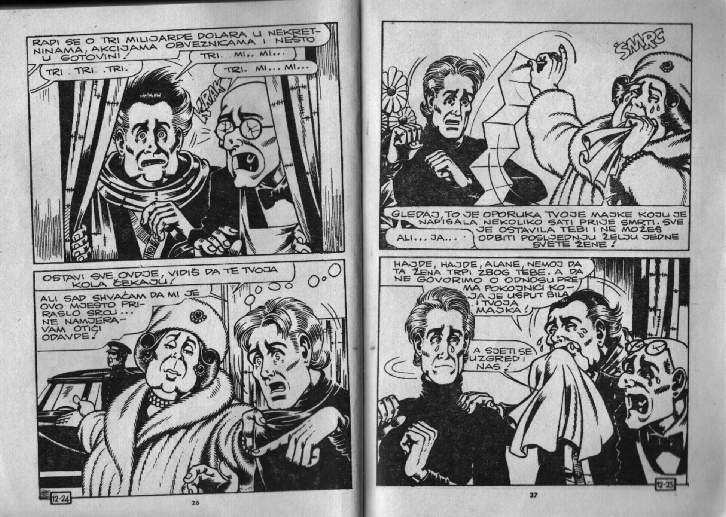 RADI SE O TRI MILIJARDE DOLARA U NEKRET-
NINAMA, AKCIJAMA OBVEZNICAMA I NEŠTO
U GOTOVINI!
TRI.. MI.. MI...
TRI.. TRI.. TRI.
TRI... MI... MI...
KRAK!
OSTAVI SVE OVDJE, VIDIŠ DA TE TVOJA
KOLA ČEKAJU!
ALI SAD SHVAĆAM DA MI JE
OVO MJESTO PRI-
RASLO SRCU...
NE NAMJERA-
VAM OTIĆI
ODAVDE!
12-24
26
ŠMRC
GLEDAJ, TO JE OPORUKA TVOJE MAJKE KOJU JE
NAPISALA NEKOLIKO SATI PRIJE SMRTI. SVE
JE OSTAVILA TEBI I NE MOŽEŠ
ODBITI POSLJEDNJU ŽELJU JEDNE
SVETE ŽENE!
ALI... JA...
HAJDE, HAJDE, ALANE, NEMOJ DA
TA ŽENA TRPI ZBOG TEBE. A DA
NE GOVORIMO O ODNOSU PRE-
MA POKOJNICI KO-
JA JE USPUT BILA
I TVOJA
MAJKA!
A SJETI SE
UZGRED I
NAS!
27
12-25